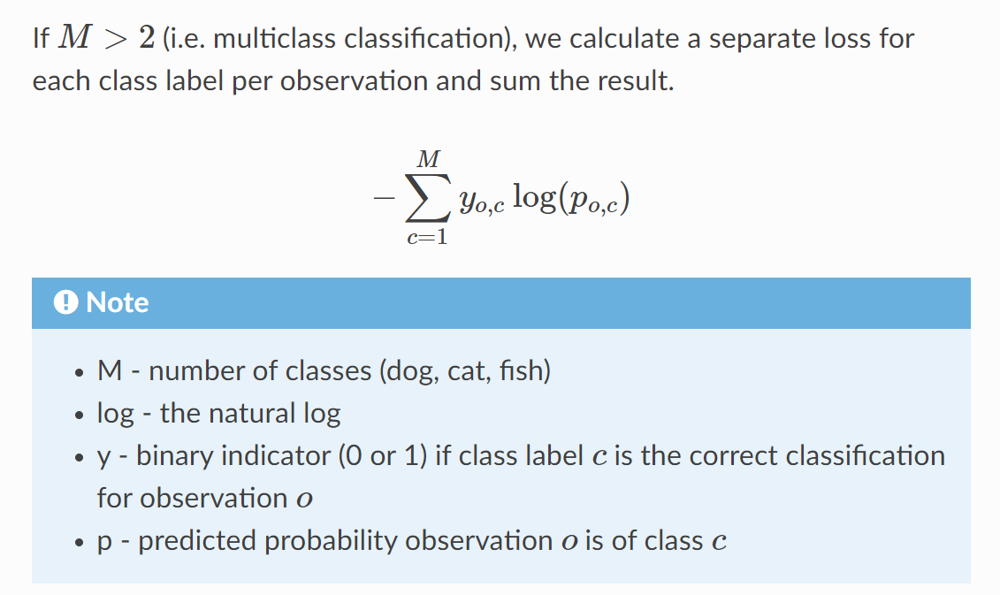 If M > 2 (i.e. multiclass classification), we calculate a separate loss for
each class label per observation and sum the result.
M
− ∑ y_{o,c} log(p_{o,c})
c=1
Note
• M - number of classes (dog, cat, fish)
• log - the natural log
• y - binary indicator (0 or 1) if class label c is the correct classification
for observation o
• p - predicted probability observation o is of class c